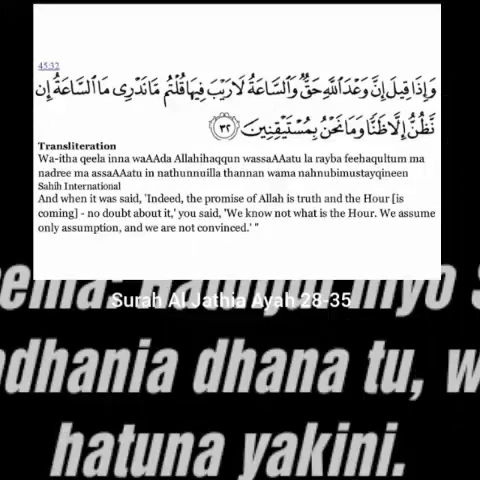 45:32
وَإِذَا قِيلَ إِنَّ وَعْدَ اللَّهِ حَقٌّ وَالسَّاعَةُ لَا رَيْبَ فِيهَا قُلْتُم مَّا نَدْرِى مَا السَّاعَةُ إِن
نَّظُنُّ إِلَّا ظَنًّا وَمَا نَحْنُ بِمُسْتَيْقِنِينَ ٣٢
Transliteration
Wa-itha qeela inna waAAda Allahihaqqun wassaAAatu la rayba feehaqultum ma
nadree ma assaAAatu in nathunnuilla thannan wama nahnubimustayqineen
Sahih International
And when it was said, 'Indeed, the promise of Allah is truth and the Hour [is
coming] - no doubt about it,' you said, 'We know not what is the Hour. We assume
only assumption, and we are not convinced.' "
Surah Al Jathia Ayah 28-35
dhania dhana tu, w
hatuna yakini.